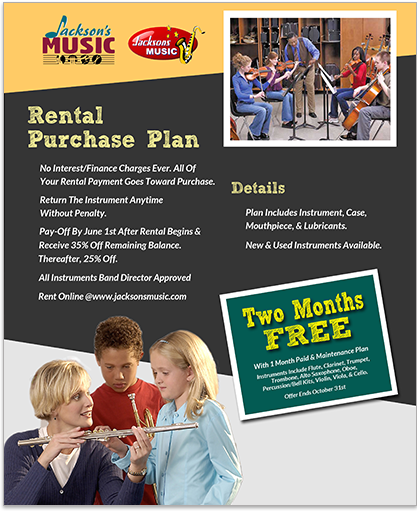 Jackson's
MUSIC
Jacksons
MUSIC
Rental
Purchase Plan
No Interest/Finance Charges Ever. All Of
Your Rental Payment Goes Toward Purchase.
Return The Instrument Anytime
Without Penalty.
Pay-Off By June 1st After Rental Begins &
Receive 35% Off Remaining Balance.
Thereafter, 25% Off.
All Instruments Band Director Approved
Rent Online @www.jacksonsmusic.com
Details
Plan Includes Instrument, Case,
Mouthpiece, & Lubricants.
New & Used Instruments Available.
Two Months
FREE
With 1 Month Paid & Maintenance Plan
Instruments Include Flute, Clarinet, Trumpet,
Trombone, Alto Saxophone, Oboe,
Percussion/Bell Kits, Violin, Viola, & Cello.
Offer Ends October 31st